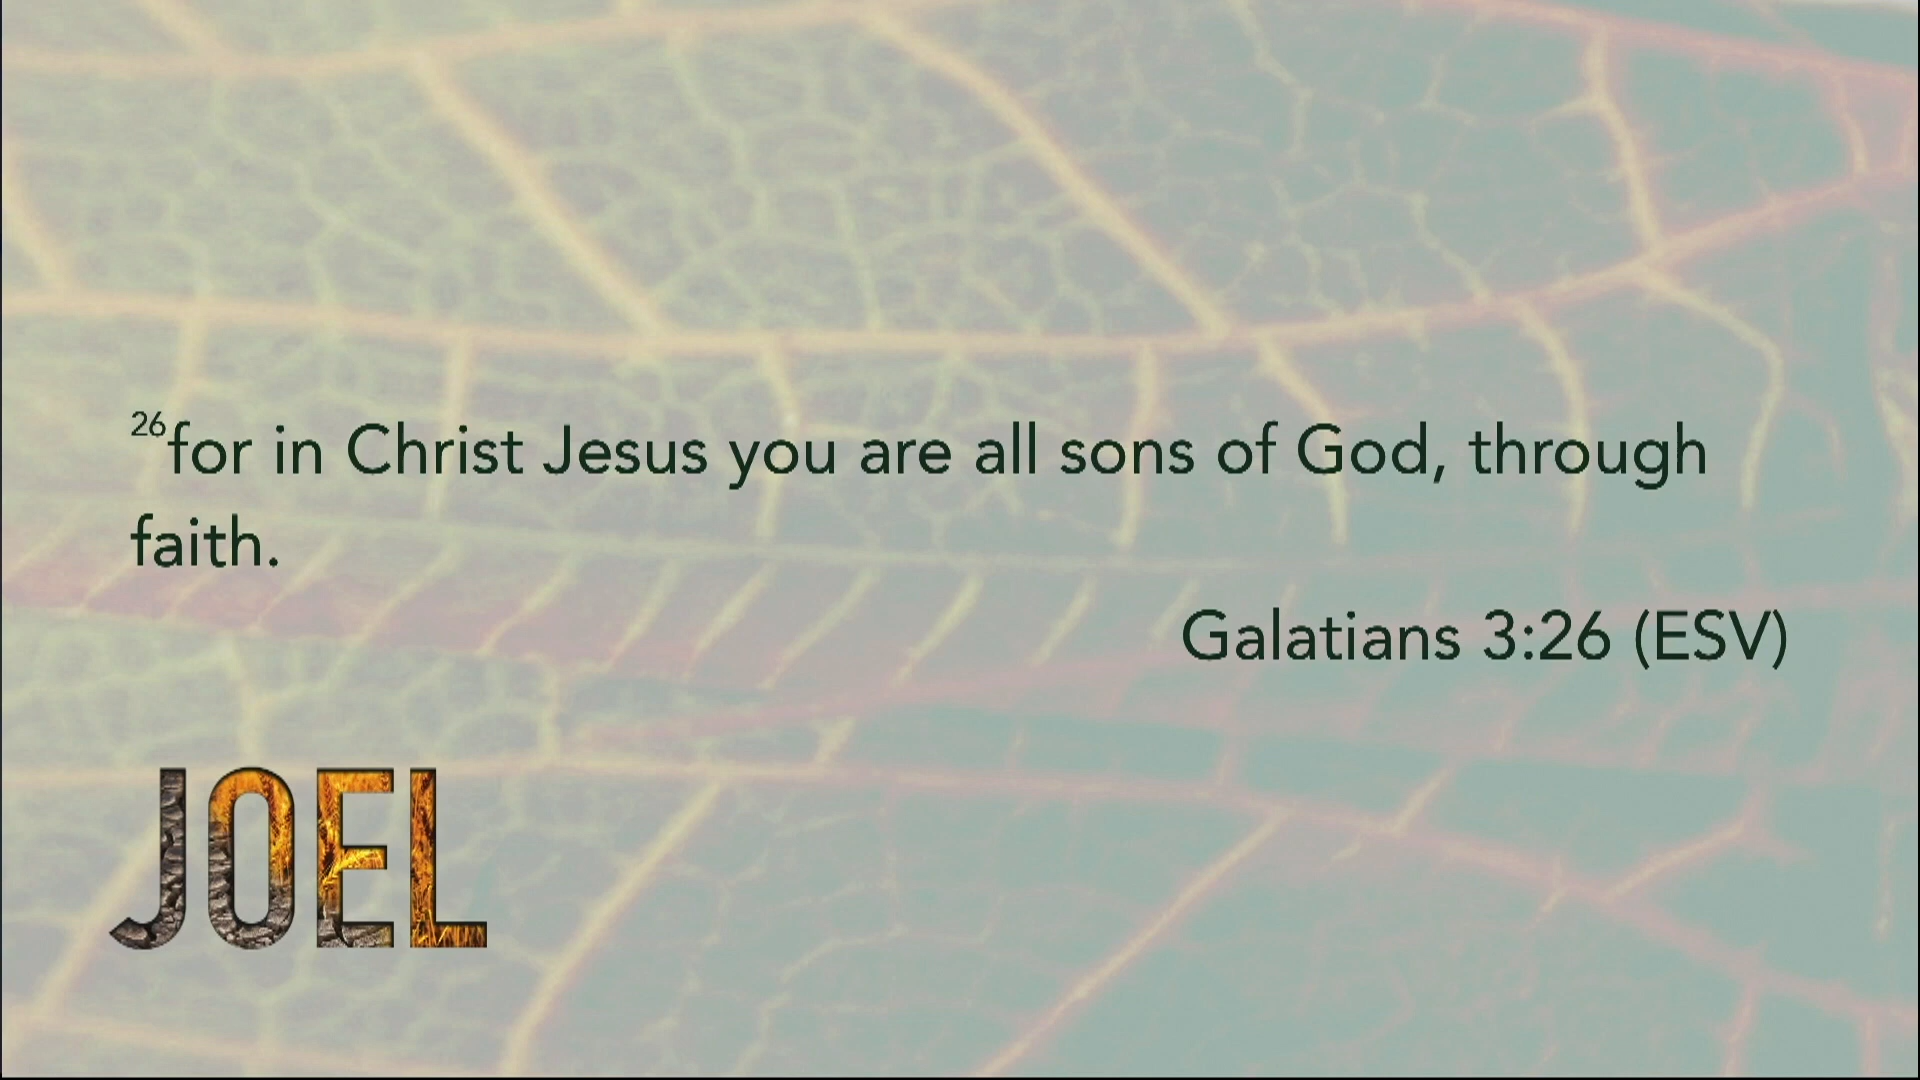 26for in Christ Jesus you are all sons of God, through
faith.
Galatians 3:26 (ESV)
JOEL